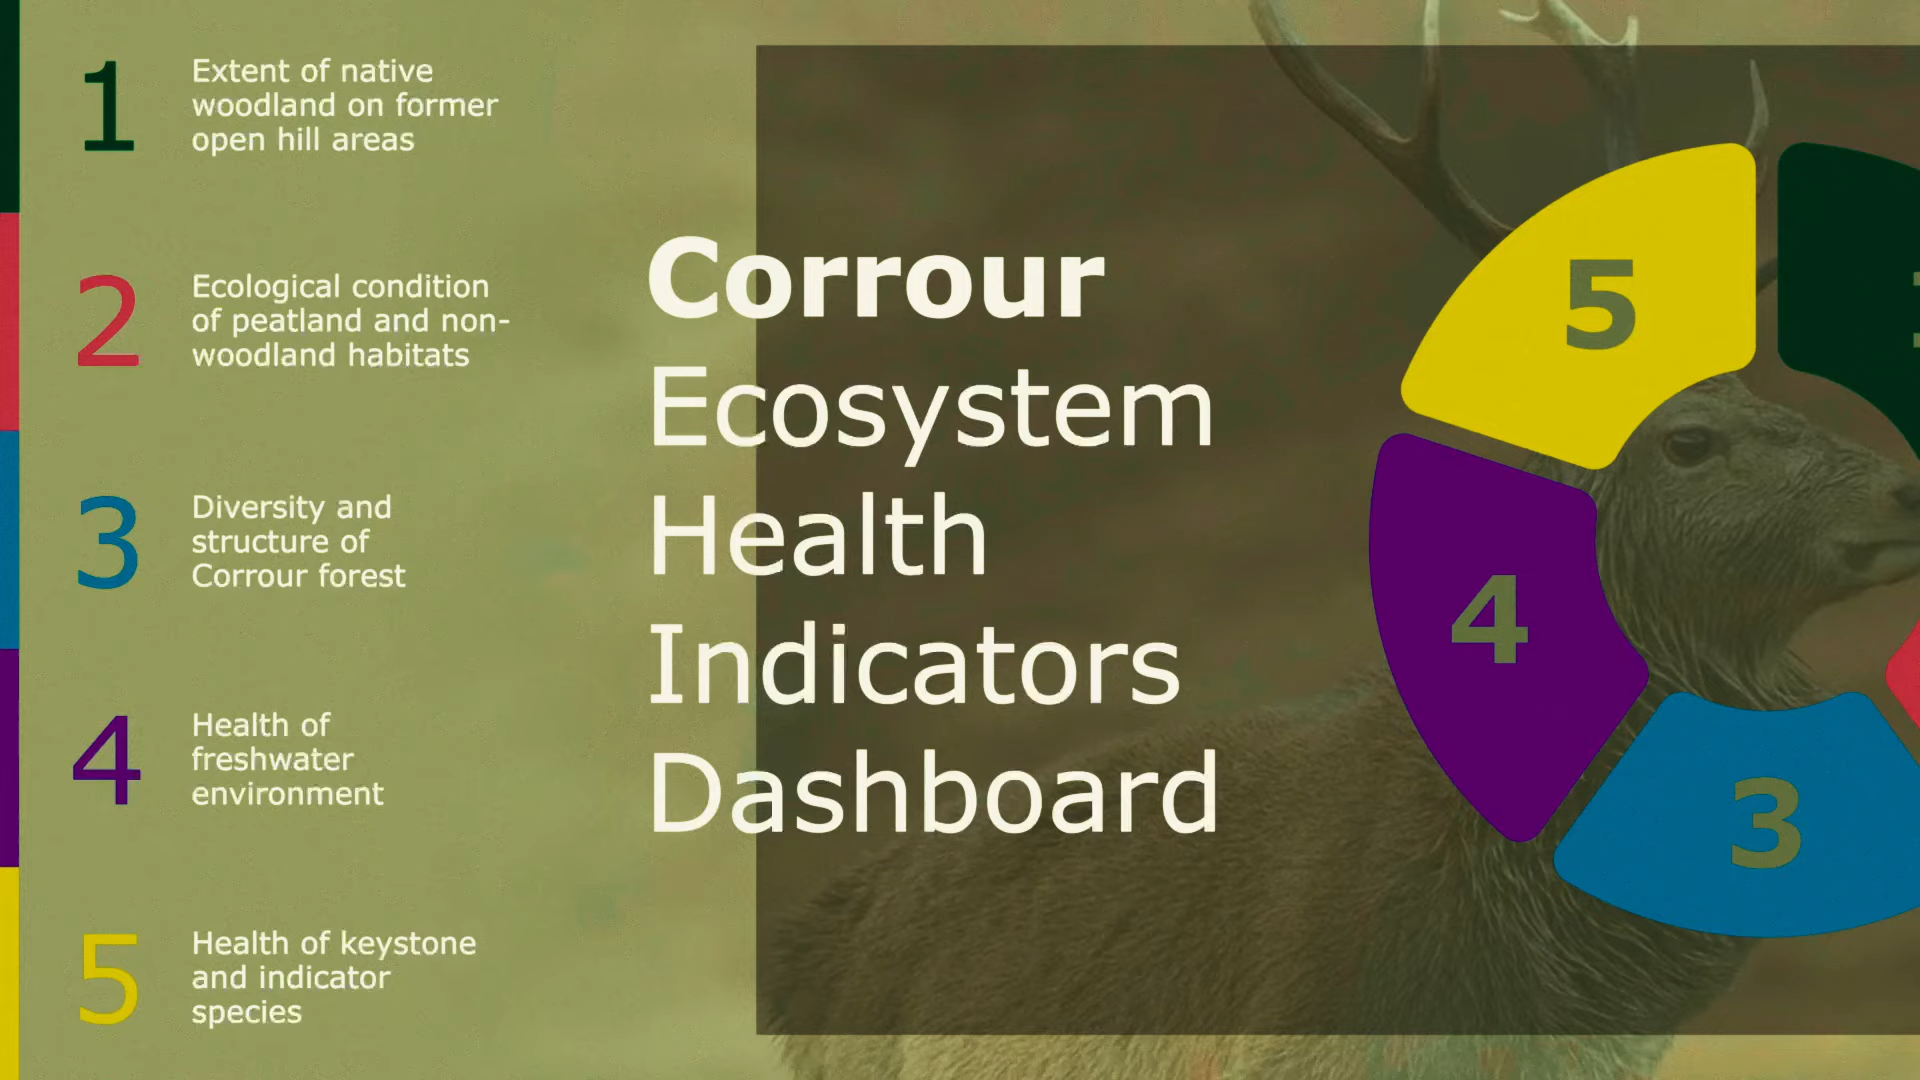 1
Extent of native
woodland on former
open hill areas
2
Ecological condition
of peatland and non-
woodland habitats
3
Diversity and
structure of
Corrour forest
4
Health of
freshwater
environment
5
Health of keystone
and indicator
species
Corrour
Ecosystem
Health
Indicators
Dashboard
5
4
3